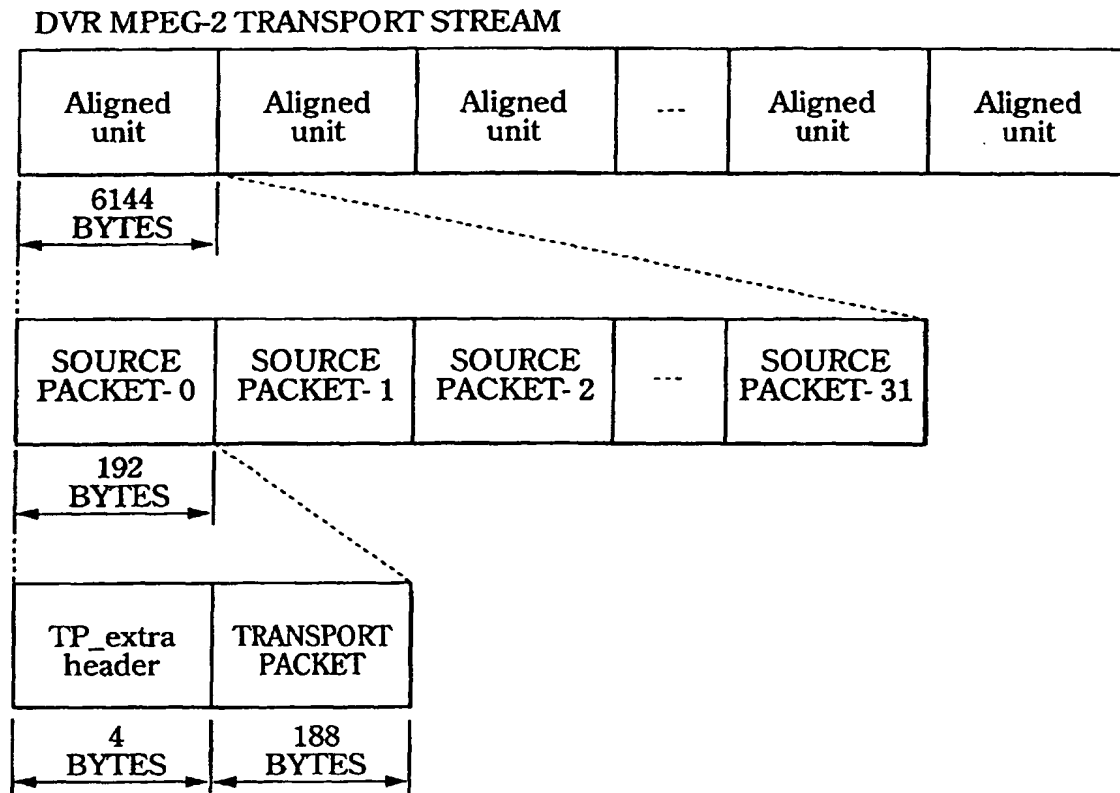 DVR MPEG-2 TRANSPORT STREAM
Aligned unit
Aligned unit
Aligned unit
---
Aligned unit
Aligned unit
6144 BYTES
SOURCE PACKET- 0
SOURCE PACKET- 1
SOURCE PACKET- 2
---
SOURCE PACKET- 31
192 BYTES
TP_extra header
TRANSPORT PACKET
4 BYTES
188 BYTES